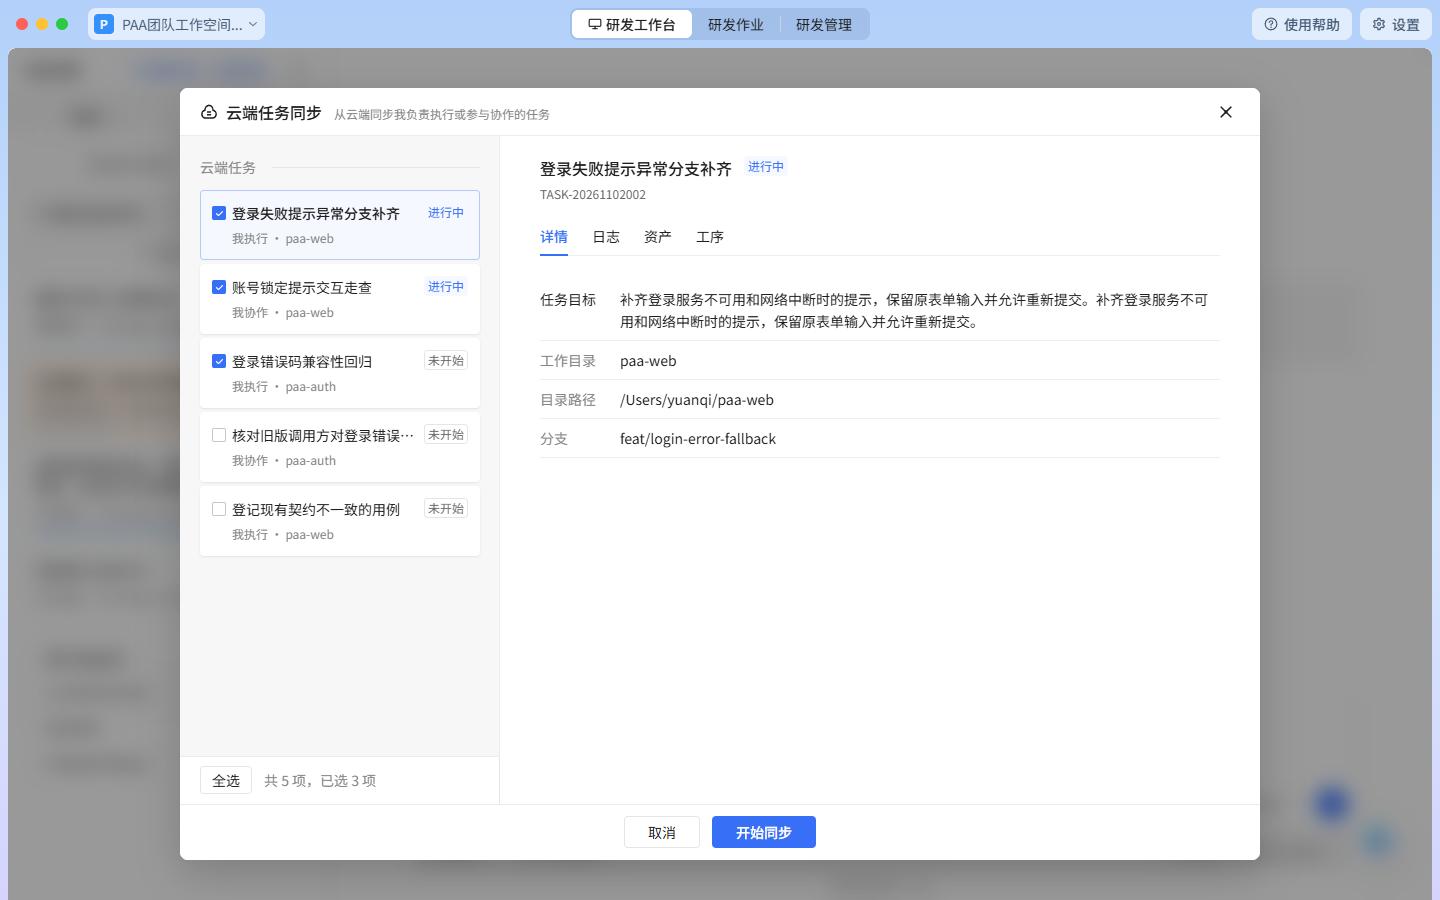 P PAA团队工作空间...
研发工作台 研发作业 研发管理
使用帮助 设置
云端任务同步 从云端同步我负责执行或参与协作的任务
云端任务
登录失败提示异常分支补齐 进行中
我执行 • paa-web
账号锁定提示交互走查 进行中
我协作 • paa-web
登录错误码兼容性回归 未开始
我执行 • paa-auth
核对旧版调用方对登录错误… 未开始
我协作 • paa-auth
登记现有契约不一致的用例 未开始
我执行 • paa-web
全选 共 5 项，已选 3 项
登录失败提示异常分支补齐 进行中
TASK-20261102002
详情 日志 资产 工序
任务目标 补齐登录服务不可用和网络中断时的提示，保留原表单输入并允许重新提交。补齐登录服务不可
用和网络中断时的提示，保留原表单输入并允许重新提交。
工作目录 paa-web
目录路径 /Users/yuanqi/paa-web
分支 feat/login-error-fallback
取消 开始同步